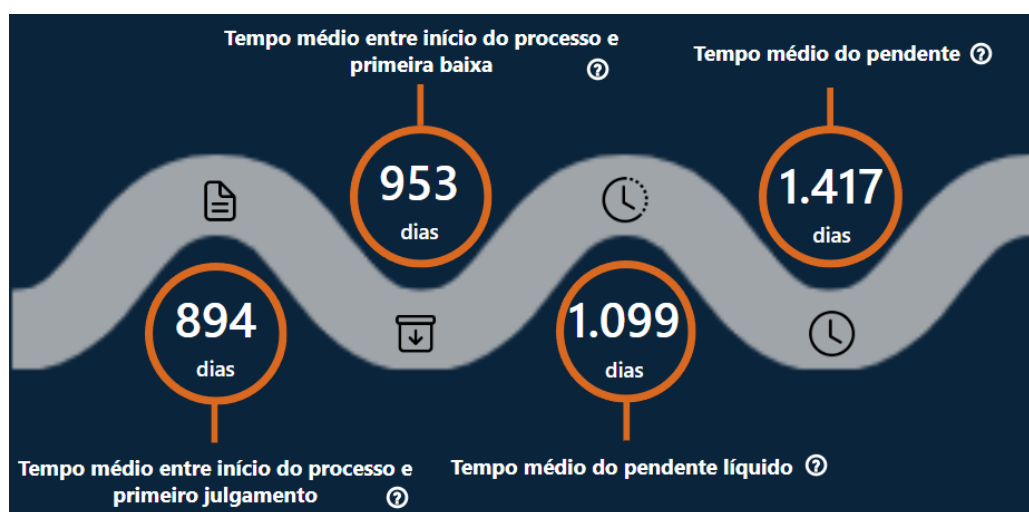 Tempo médio entre início do processo e
primeira baixa
953
dias
Tempo médio do pendente
1.417
dias
894
dias
Tempo médio entre início do processo e
primeiro julgamento
1.099
dias
Tempo médio do pendente líquido